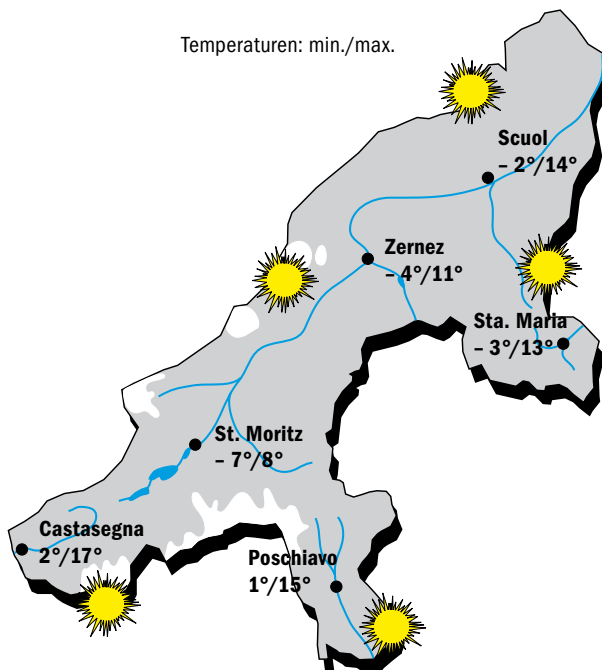 Temperaturen: min./max.
Scuol
– 2°/14°
Zernez
– 4°/11°
Sta. Maria
– 3°/13°
St. Moritz
– 7°/8°
Castasegna
2°/17°
Poschiavo
1°/15°